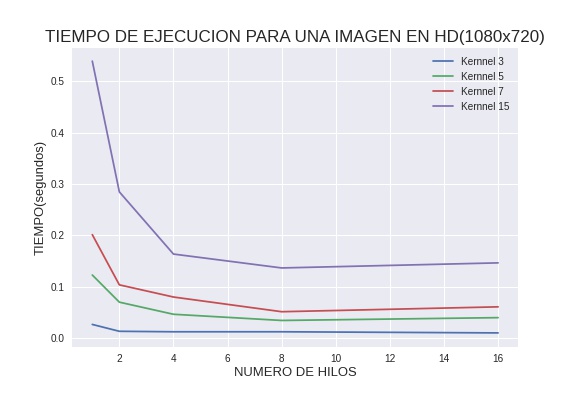 TIEMPO DE EJECUCION PARA UNA IMAGEN EN HD(1080x720)
Kernnel 3
Kernnel 5
Kernnel 7
Kernnel 15
TIEMPO(segundos)
0.5
0.4
0.3
0.2
0.1
0.0
2 4 6 8 10 12 14 16
NUMERO DE HILOS